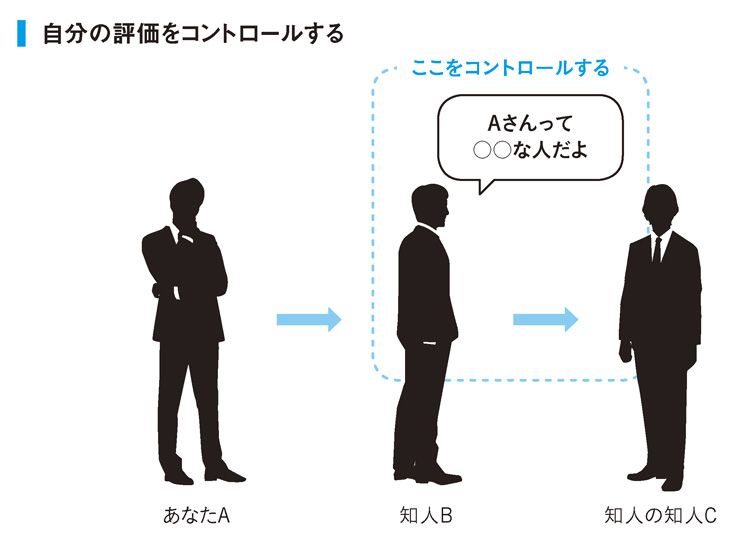 自分の評価をコントロールする
ここをコントロールする
Aさんって
○○な人だよ
あなたA
知人B
知人の知人C